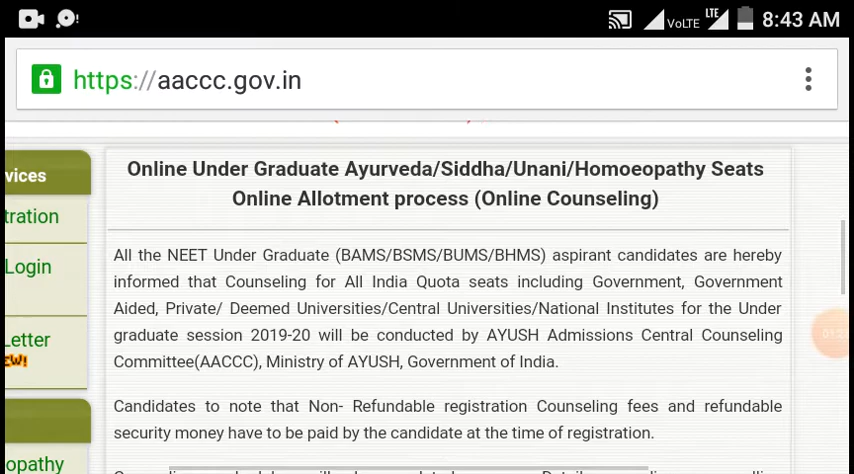 VoLTE LTE 8:43 AM
https://aaccc.gov.in
vices
tration
Login
Letter
EW!
opathy
Online Under Graduate Ayurveda/Siddha/Unani/Homoeopathy Seats
Online Allotment process (Online Counseling)
All the NEET Under Graduate (BAMS/BSMS/BUMS/BHMS) aspirant candidates are hereby
informed that Counseling for All India Quota seats including Government, Government
Aided, Private/ Deemed Universities/Central Universities/National Institutes for the Under
graduate session 2019-20 will be conducted by AYUSH Admissions Central Counseling
Committee(AACCC), Ministry of AYUSH, Government of India.
Candidates to note that Non- Refundable registration Counseling fees and refundable
security money have to be paid by the candidate at the time of registration.